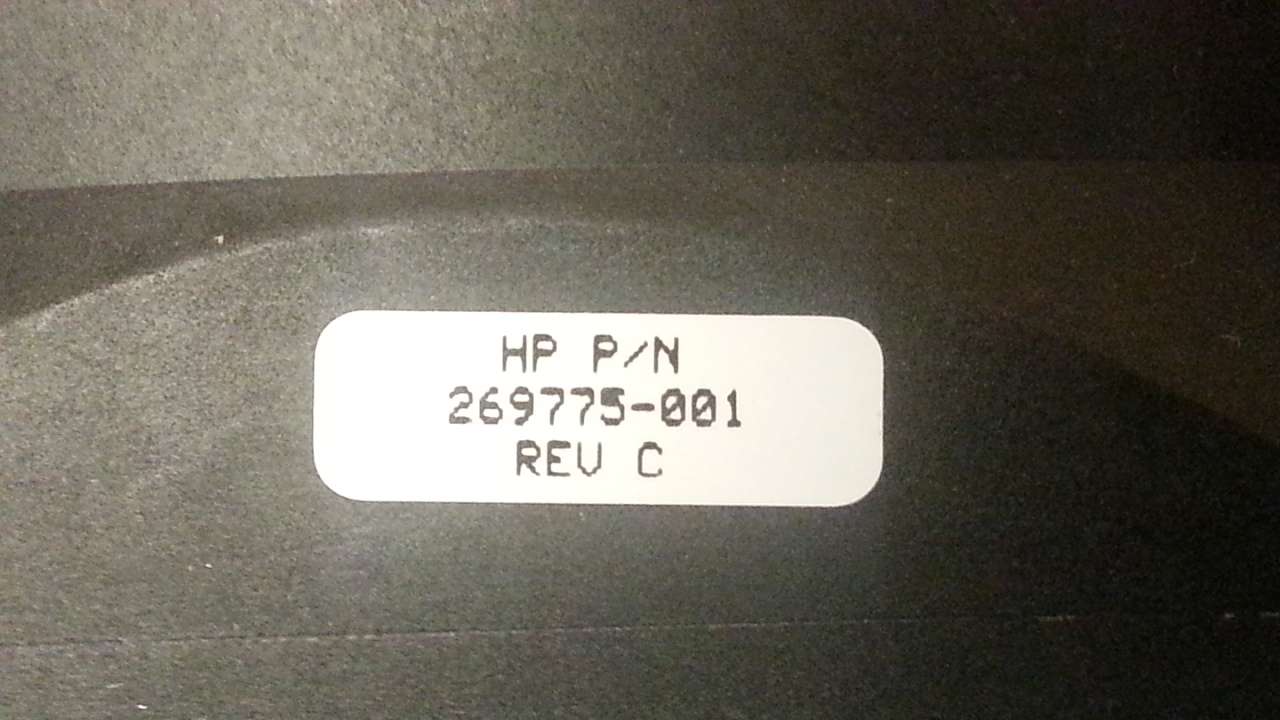 HP P/N
269775-001
REV C